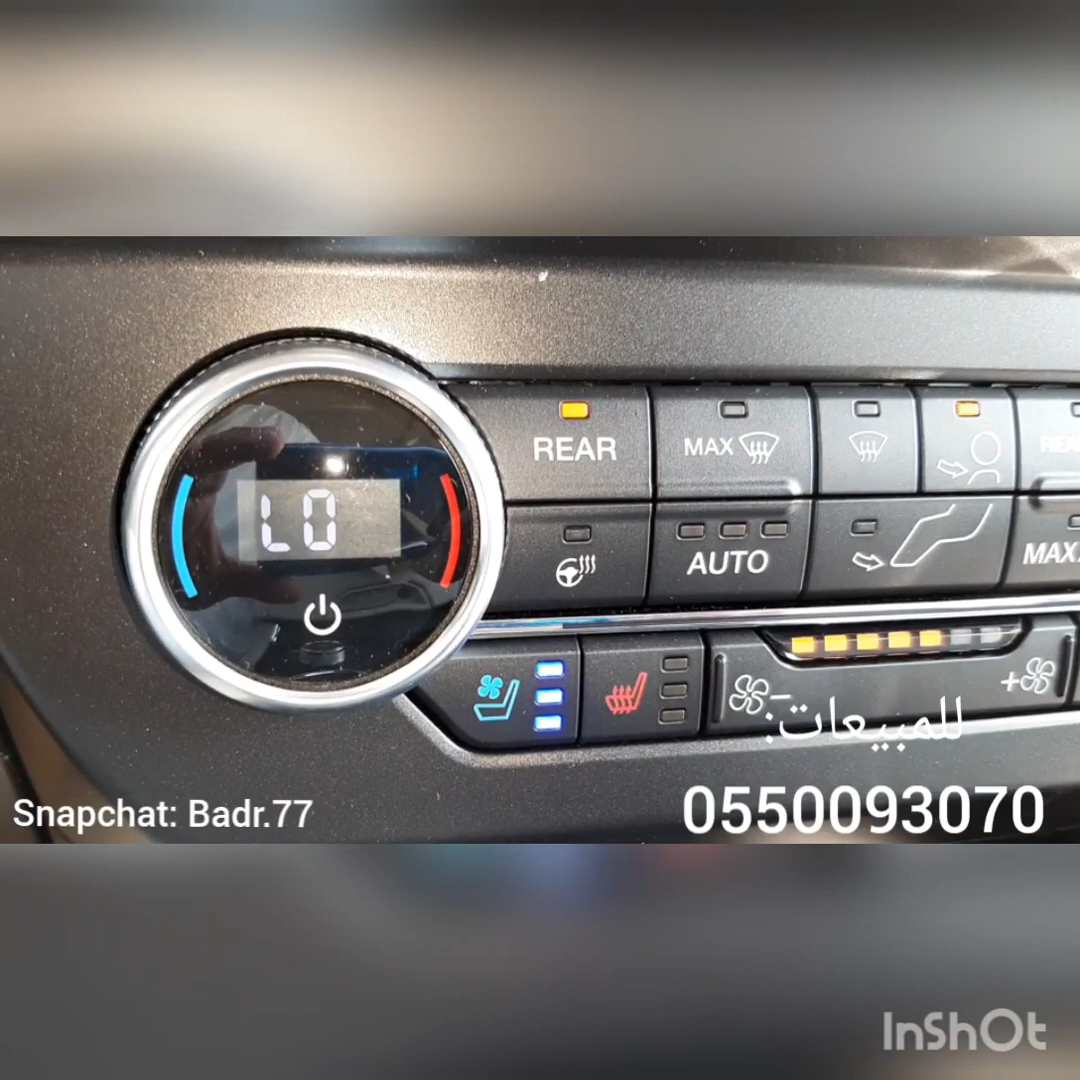 REAR
MAX
LO
AUTO
MAX
- +
للمبيعات:
Snapchat: Badr.77
0550093070
InShOt